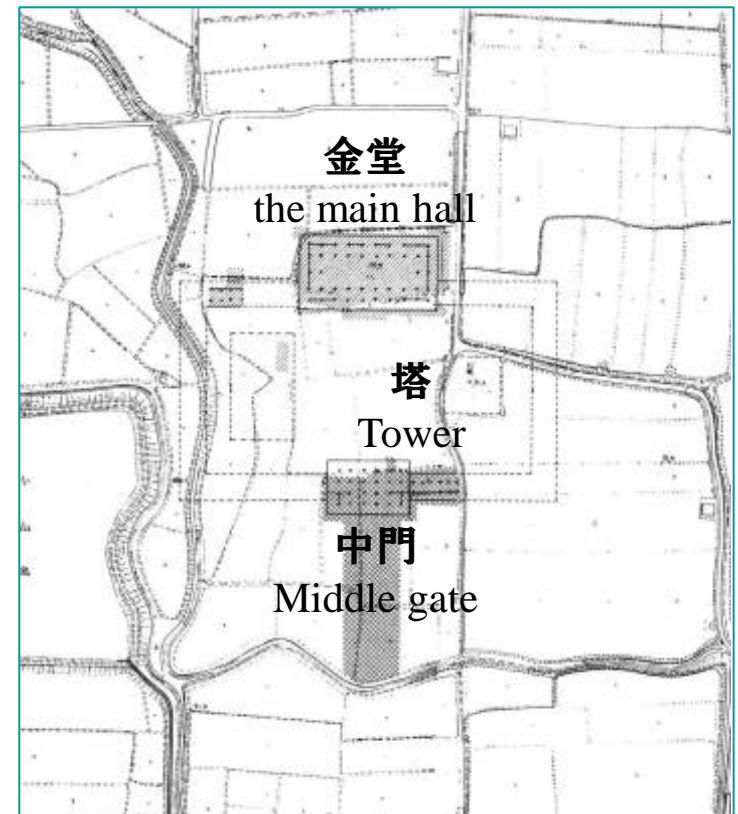 金堂
the main hall
塔
Tower
中門
Middle gate